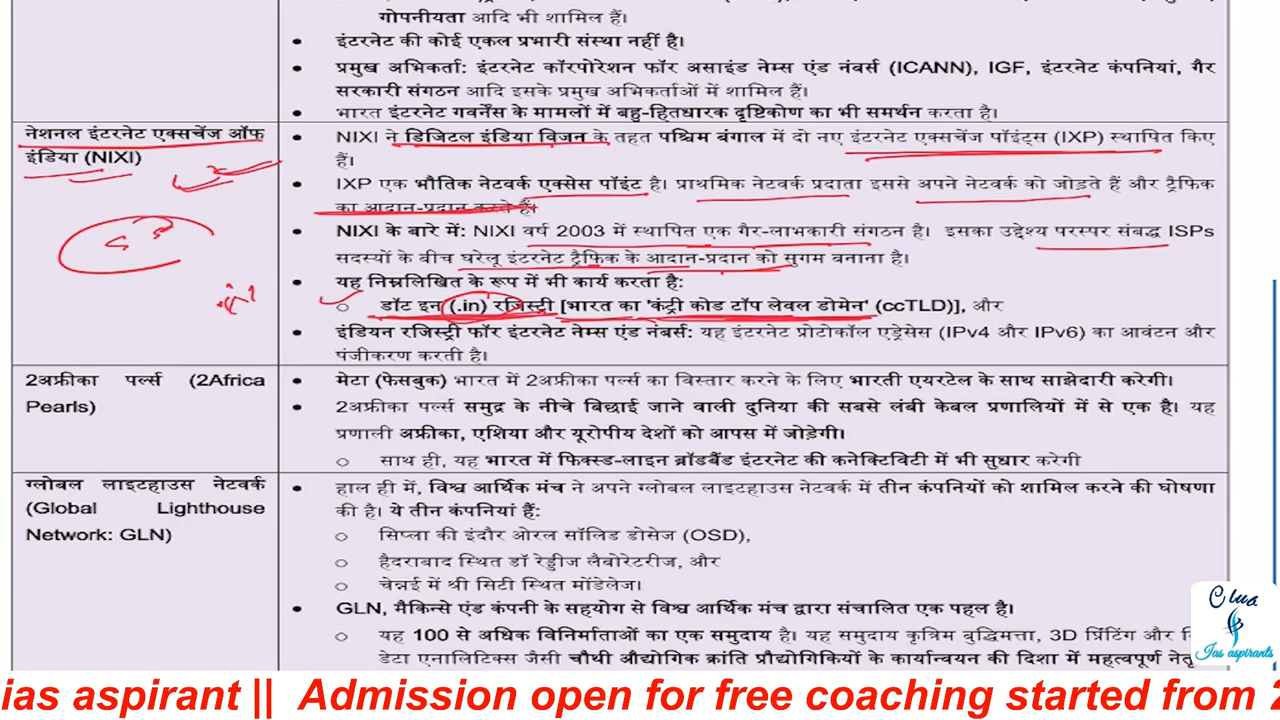 गोपनीयता आदि भी शामिल हैं।
• इंटरनेट की कोई एकल प्रभारी संस्था नहीं है।
• प्रमुख अभिकर्ता: इंटरनेट कॉरपोरेशन फॉर असाइंड नेम्स एंड नंबर्स (ICANN), IGF, इंटरनेट कंपनियां, गैर
सरकारी संगठन आदि इसके प्रमुख अभिकर्ताओं में शामिल हैं।
• भारत इंटरनेट गवर्नेंस के मामलों में बहु-हितधारक दृष्टिकोण का भी समर्थन करता है।
नेशनल इंटरनेट एक्सचेंज ऑफ
इंडिया (NIXI)
• NIXI ने डिजिटल इंडिया विजन के तहत पश्चिम बंगाल में दो नए इंटरनेट एक्सचेंज पॉइंट्स (IXP) स्थापित किए
हैं।
• IXP एक भौतिक नेटवर्क एक्सेस पॉइंट है। प्राथमिक नेटवर्क प्रदाता इससे अपने नेटवर्क को जोड़ते हैं और ट्रैफिक
का आदान-प्रदान करते हैं।
• NIXI के बारे में: NIXI वर्ष 2003 में स्थापित एक गैर-लाभकारी संगठन है। इसका उद्देश्य परस्पर संबद्ध ISPs
सदस्यों के बीच घरेलू इंटरनेट ट्रैफिक के आदान-प्रदान को सुगम बनाना है।
• यह निम्नलिखित के रूप में भी कार्य करता है:
○ डॉट इन (.in) रजिस्ट्री [भारत का 'कंट्री कोड टॉप लेवल डोमेन' (ccTLD)], और
• इंडियन रजिस्ट्री फॉर इंटरनेट नेम्स एंड नंबर्स: यह इंटरनेट प्रोटोकॉल एड्रेसेस (IPv4 और IPv6) का आवंटन और
पंजीकरण करती है।
2अफ्रीका पर्ल्स (2Africa
Pearls)
• मेटा (फेसबुक) भारत में 2अफ्रीका पर्ल्स का विस्तार करने के लिए भारती एयरटेल के साथ साझेदारी करेगी।
• 2अफ्रीका पर्ल्स समुद्र के नीचे बिछाई जाने वाली दुनिया की सबसे लंबी केबल प्रणालियों में से एक है। यह
प्रणाली अफ्रीका, एशिया और यूरोपीय देशों को आपस में जोड़ेगी।
○ साथ ही, यह भारत में फिक्स्ड-लाइन ब्रॉडबैंड इंटरनेट की कनेक्टिविटी में भी सुधार करेगी
ग्लोबल लाइटहाउस नेटवर्क
(Global Lighthouse
Network: GLN)
• हाल ही में, विश्व आर्थिक मंच ने अपने ग्लोबल लाइटहाउस नेटवर्क में तीन कंपनियों को शामिल करने की घोषणा
की है। ये तीन कंपनियां हैं:
○ सिप्ला की इंदौर ओरल सॉलिड डोसेज (OSD),
○ हैदराबाद स्थित डॉ रेड्डीज लैबोरेटरीज, और
○ चेन्नई में श्री सिटी स्थित मोंडेलेज।
• GLN, मैकिन्से एंड कंपनी के सहयोग से विश्व आर्थिक मंच द्वारा संचालित एक पहल है।
○ यह 100 से अधिक विनिर्माताओं का एक समुदाय है। यह समुदाय कृत्रिम बुद्धिमत्ता, 3D प्रिंटिंग और
डेटा एनालिटिक्स जैसी चौथी औद्योगिक क्रांति प्रौद्योगिकियों के कार्यान्वयन की दिशा में महत्वपूर्ण
Clue
Ias aspirants
ias aspirant || Admission open for free coaching started from